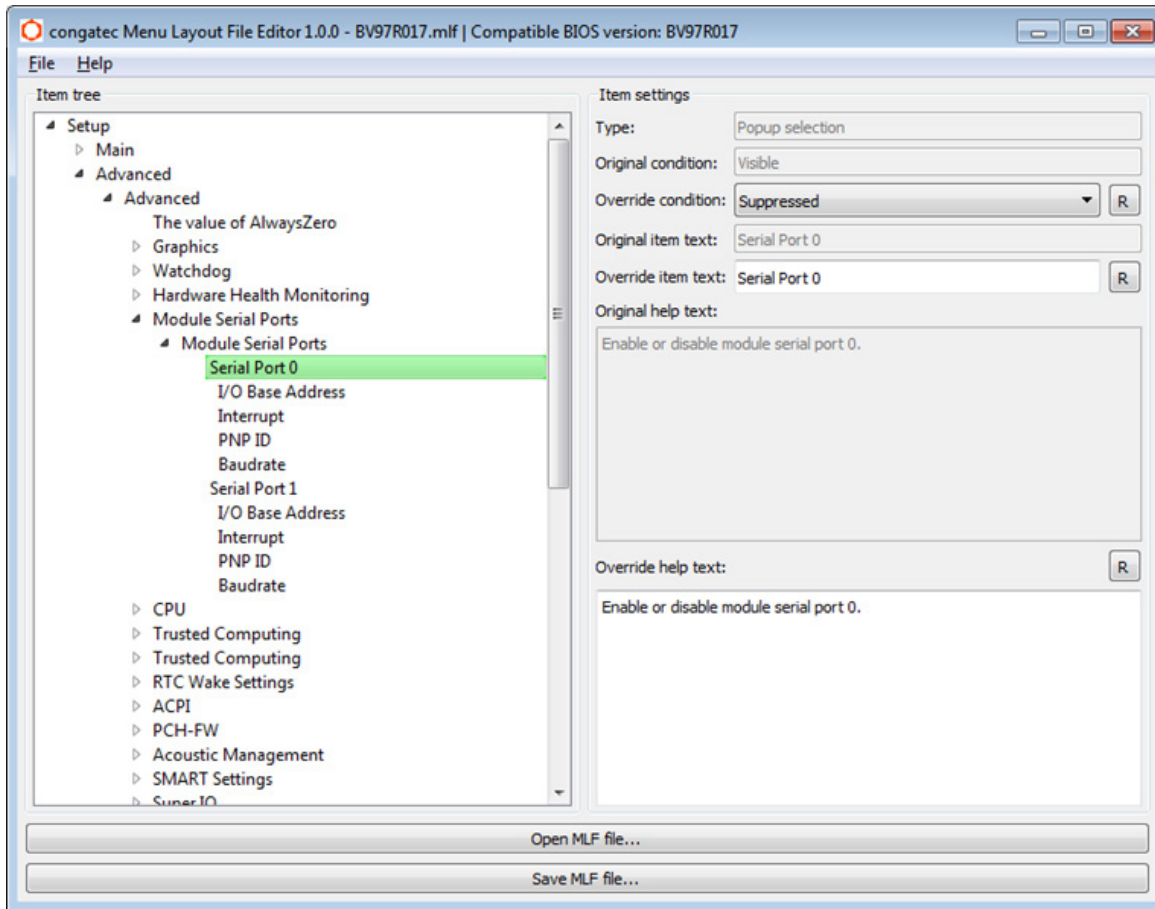 congatec Menu Layout File Editor 1.0.0 - BV97R017.mlf | Compatible BIOS version: BV97R017
File Help
Item tree
Setup
Main
Advanced
Advanced
The value of AlwaysZero
Graphics
Watchdog
Hardware Health Monitoring
Module Serial Ports
Module Serial Ports
Serial Port 0
I/O Base Address
Interrupt
PNP ID
Baudrate
Serial Port 1
I/O Base Address
Interrupt
PNP ID
Baudrate
CPU
Trusted Computing
Trusted Computing
RTC Wake Settings
ACPI
PCH-FW
Acoustic Management
SMART Settings
Super IO
Item settings
Type: Popup selection
Original condition: Visible
Override condition: Suppressed R
Original item text: Serial Port 0
Override item text: Serial Port 0 R
Original help text:
Enable or disable module serial port 0.
Override help text: R
Enable or disable module serial port 0.
Open MLF file...
Save MLF file...